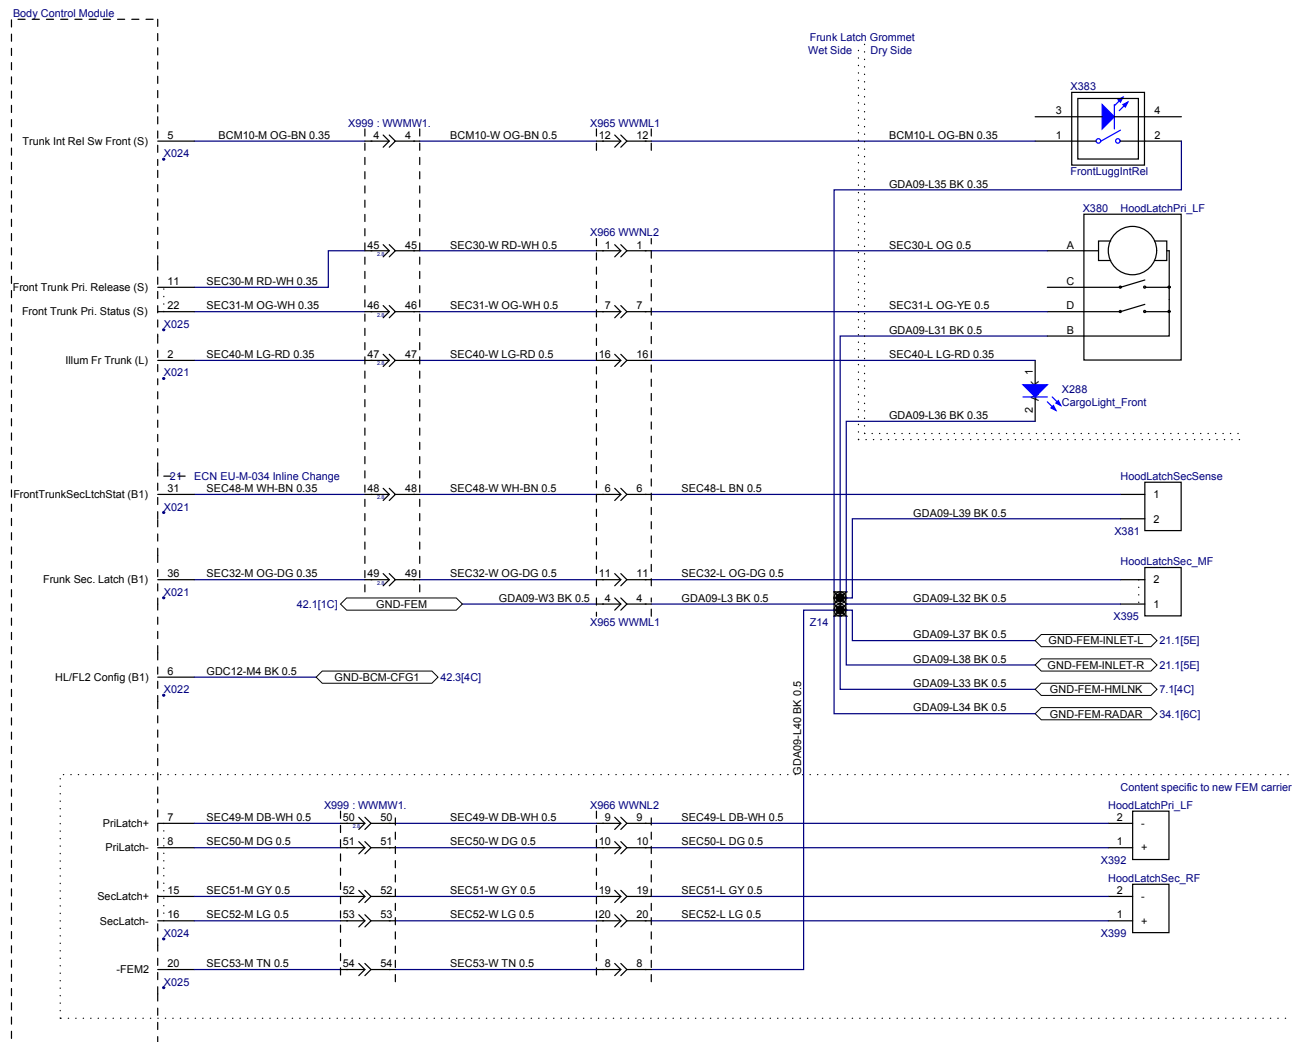 Body Control Module
Frunk Latch Grommet
Wet Side
Dry Side
X383
3
4
X999 : WWMW1.
X965 WWML1
Trunk Int Rel Sw Front (S)
5
BCM10-M OG-BN 0.35
4
4
BCM10-W OG-BN 0.5
12
12
BCM10-L OG-BN 0.35
1
2
X024
FrontLuggIntRel
GDA09-L35 BK 0.35
X380
HoodLatchPri_LF
X966 WWNL2
45
45
SEC30-W RD-WH 0.5
1
1
SEC30-L OG 0.5
A
Front Trunk Pri. Release (S)
11
SEC30-M RD-WH 0.35
C
Front Trunk Pri. Status (S)
22
SEC31-M OG-WH 0.35
46
46
SEC31-W OG-WH 0.5
7
7
SEC31-L OG-YE 0.5
D
X025
GDA09-L31 BK 0.5
B
Illum Fr Trunk (L)
2
SEC40-M LG-RD 0.35
47
47
SEC40-W LG-RD 0.5
16
16
SEC40-L LG-RD 0.35
X021
1
X288
CargoLight_Front
2
GDA09-L36 BK 0.35
21
ECN EU-M-034 Inline Change
HoodLatchSecSense
FrontTrunkSecLtchStat (B1)
31
SEC48-M WH-BN 0.35
48
48
SEC48-W WH-BN 0.5
6
6
SEC48-L BN 0.5
1
X021
GDA09-L39 BK 0.5
2
X381
HoodLatchSec_MF
Frunk Sec. Latch (B1)
36
SEC32-M OG-DG 0.35
49
49
SEC32-W OG-DG 0.5
11
11
SEC32-L OG-DG 0.5
2
X021
42.1[1C]
GND-FEM
GDA09-W3 BK 0.5
4
4
GDA09-L3 BK 0.5
GDA09-L32 BK 0.5
1
X965 WWML1
Z14
X395
GDA09-L37 BK 0.5
GND-FEM-INLET-L
21.1[5E]
GDA09-L38 BK 0.5
GND-FEM-INLET-R
21.1[5E]
HL/FL2 Config (B1)
6
GDC12-M4 BK 0.5
GND-BCM-CFG1
42.3[4C]
X022
GDA09-L33 BK 0.5
GND-FEM-HMLNK
7.1[4C]
GDA09-L34 BK 0.5
GND-FEM-RADAR
34.1[6C]
GDA09-L40 BK 0.5
Content specific to new FEM carrier
X999 : WWMW1.
X966 WWNL2
HoodLatchPri_LF
PriLatch+
7
SEC49-M DB-WH 0.5
50
50
SEC49-W DB-WH 0.5
9
9
SEC49-L DB-WH 0.5
2
-
PriLatch-
8
SEC50-M DG 0.5
51
51
SEC50-W DG 0.5
10
10
SEC50-L DG 0.5
1
+
X392
HoodLatchSec_RF
SecLatch+
15
SEC51-M GY 0.5
52
52
SEC51-W GY 0.5
19
19
SEC51-L GY 0.5
2
-
SecLatch-
16
SEC52-M LG 0.5
53
53
SEC52-W LG 0.5
20
20
SEC52-L LG 0.5
1
+
X024
X399
-FEM2
20
SEC53-M TN 0.5
54
54
SEC53-W TN 0.5
8
8
X025